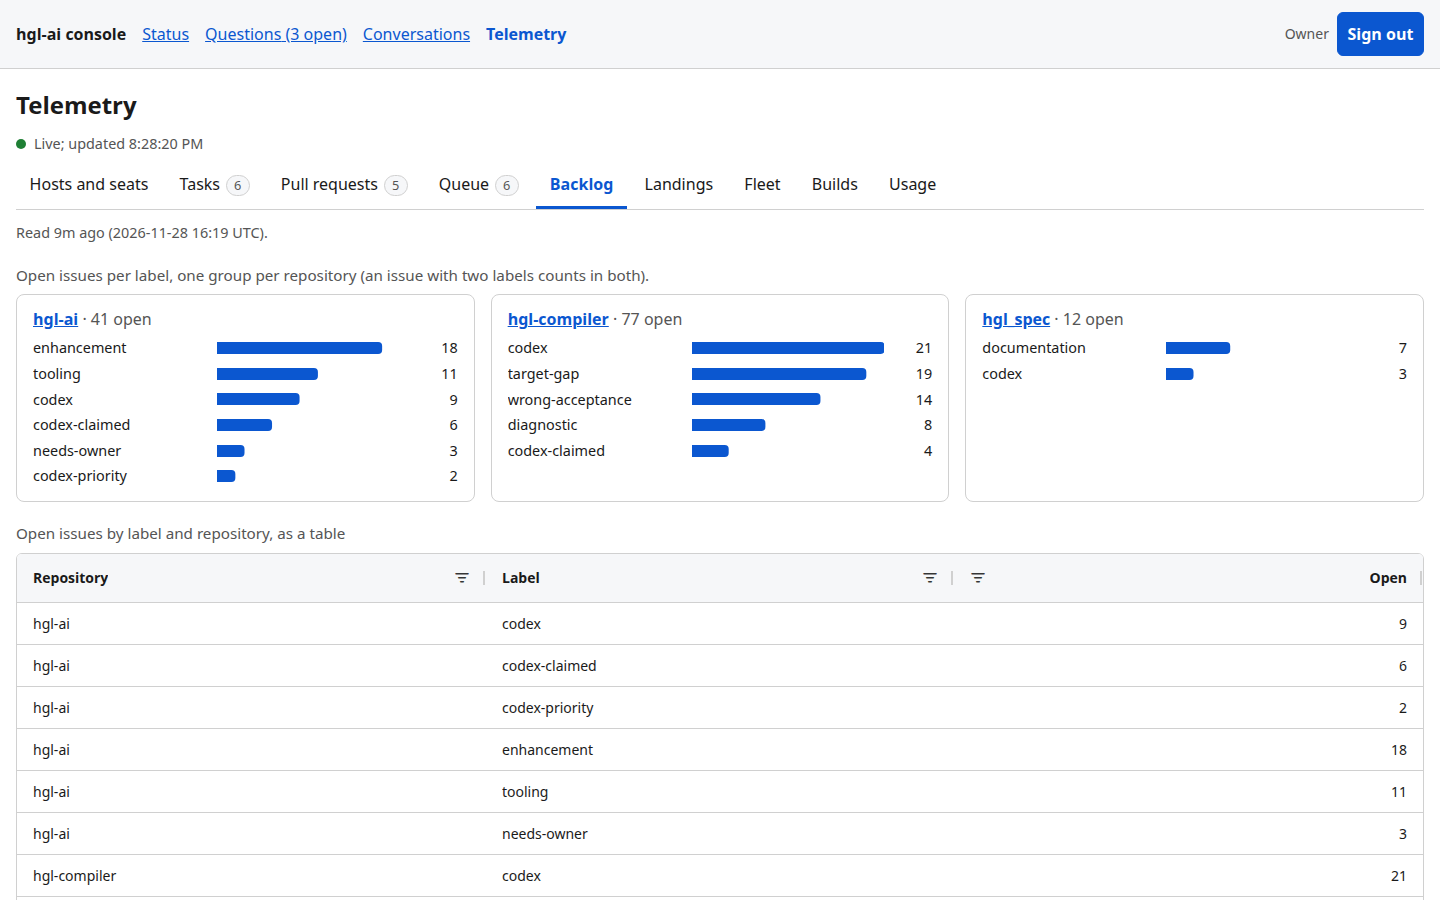 hgl-ai console Status Questions (3 open) Conversations Telemetry Owner Sign out
Telemetry
Live; updated 8:28:20 PM
Hosts and seats Tasks 6 Pull requests 5 Queue 6 Backlog Landings Fleet Builds Usage
Read 9m ago (2026-11-28 16:19 UTC).
Open issues per label, one group per repository (an issue with two labels counts in both).
hgl-ai · 41 open
enhancement 18
tooling 11
codex 9
codex-claimed 6
needs-owner 3
codex-priority 2
hgl-compiler · 77 open
codex 21
target-gap 19
wrong-acceptance 14
diagnostic 8
codex-claimed 4
hgl_spec · 12 open
documentation 7
codex 3
Open issues by label and repository, as a table
Repository Label Open
hgl-ai codex 9
hgl-ai codex-claimed 6
hgl-ai codex-priority 2
hgl-ai enhancement 18
hgl-ai tooling 11
hgl-ai needs-owner 3
hgl-compiler codex 21